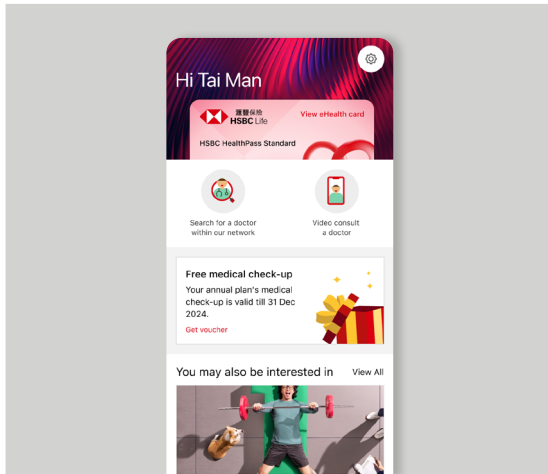 Hi Tai Man
滙豐保險
HSBC Life
View eHealth card
HSBC HealthPass Standard
Search for a doctor
within our network
Video consult
a doctor
Free medical check-up
Your annual plan's medical
check-up is valid till 31 Dec
2024.
Get voucher
You may also be interested in
View All